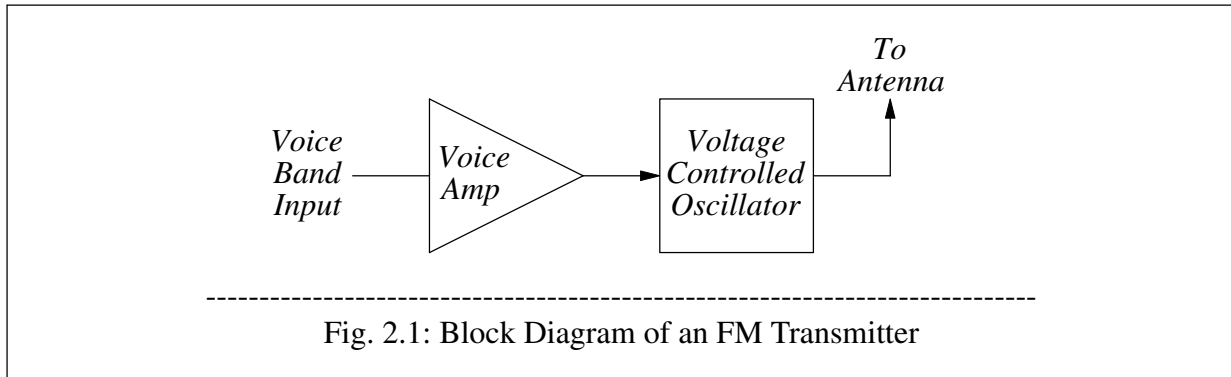 Voice
Band
Input
Voice
Amp
Voltage
Controlled
Oscillator
To
Antenna
Fig. 2.1: Block Diagram of an FM Transmitter